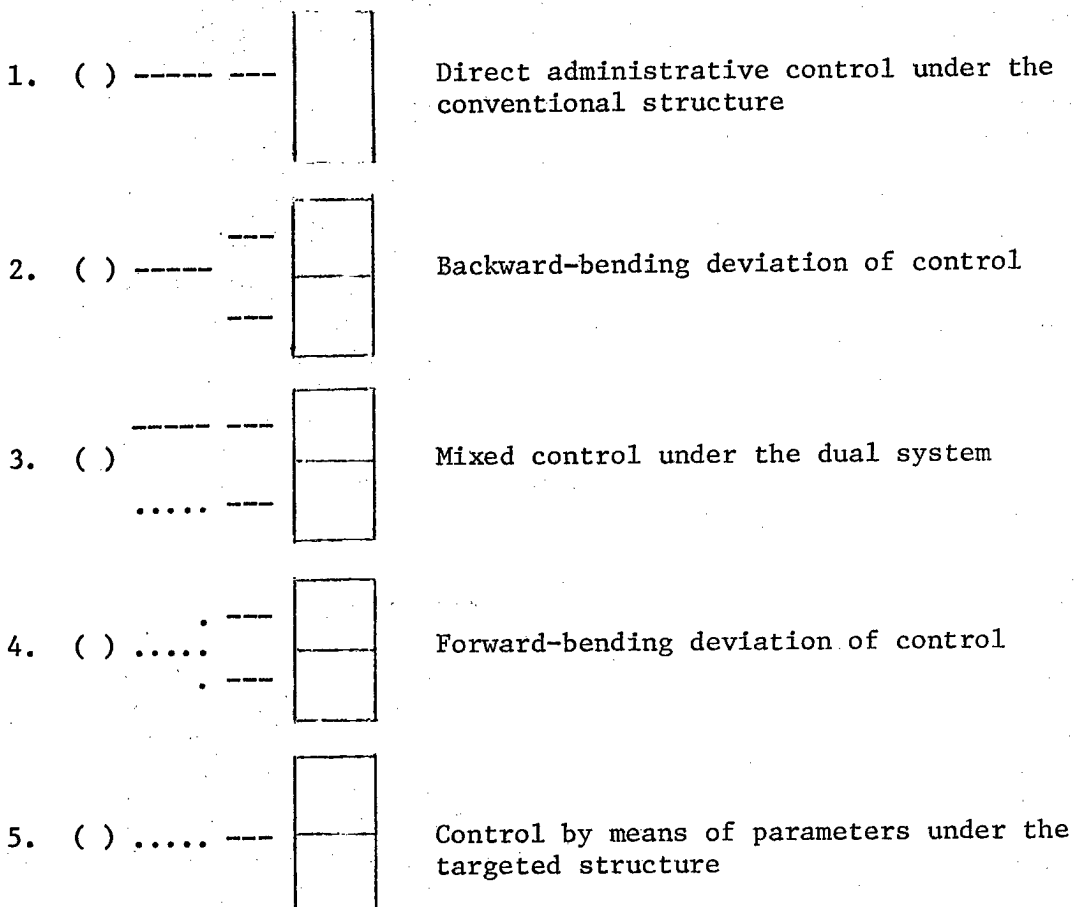 1. ( ) ----- --- Direct administrative control under the
conventional structure
---
2. ( ) ----- Backward-bending deviation of control
---
----- ---
3. ( ) Mixed control under the dual system
..... ---
. ---
4. ( ) ..... Forward-bending deviation of control
. ---
5. ( ) ..... --- Control by means of parameters under the
targeted structure